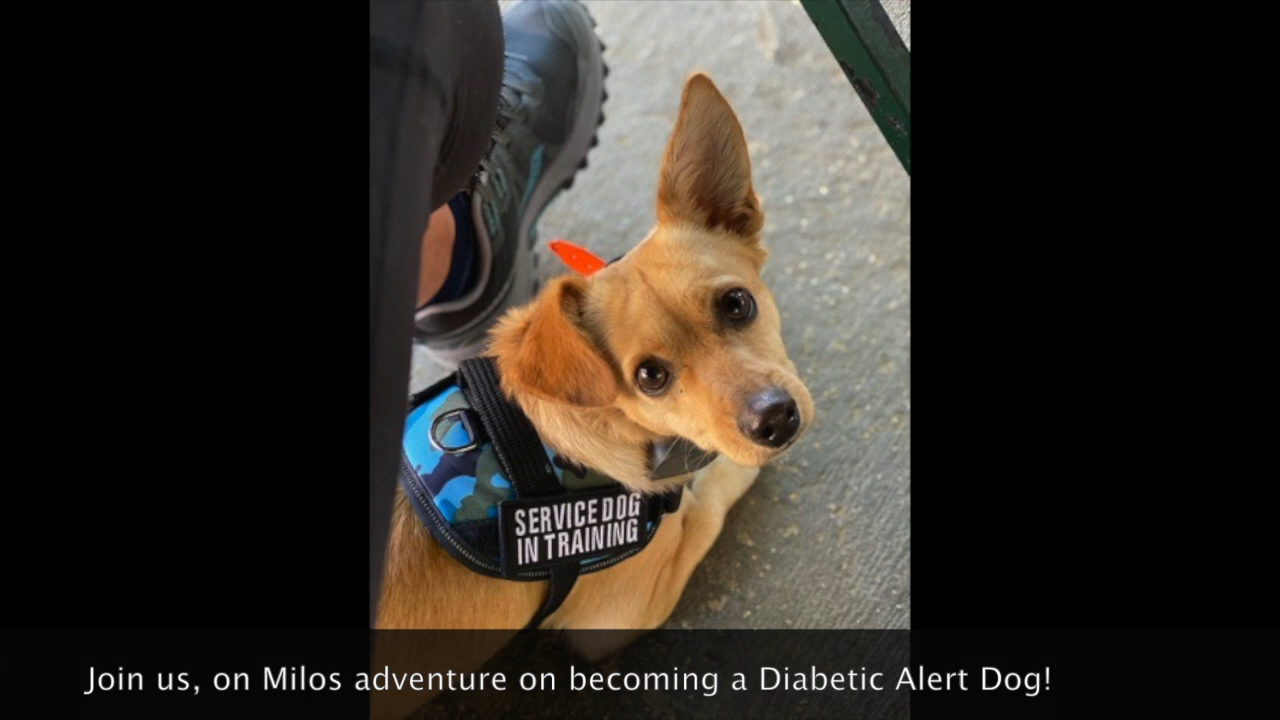 SERVICE DOG
IN TRAINING
Join us, on Milos adventure on becoming a Diabetic Alert Dog!